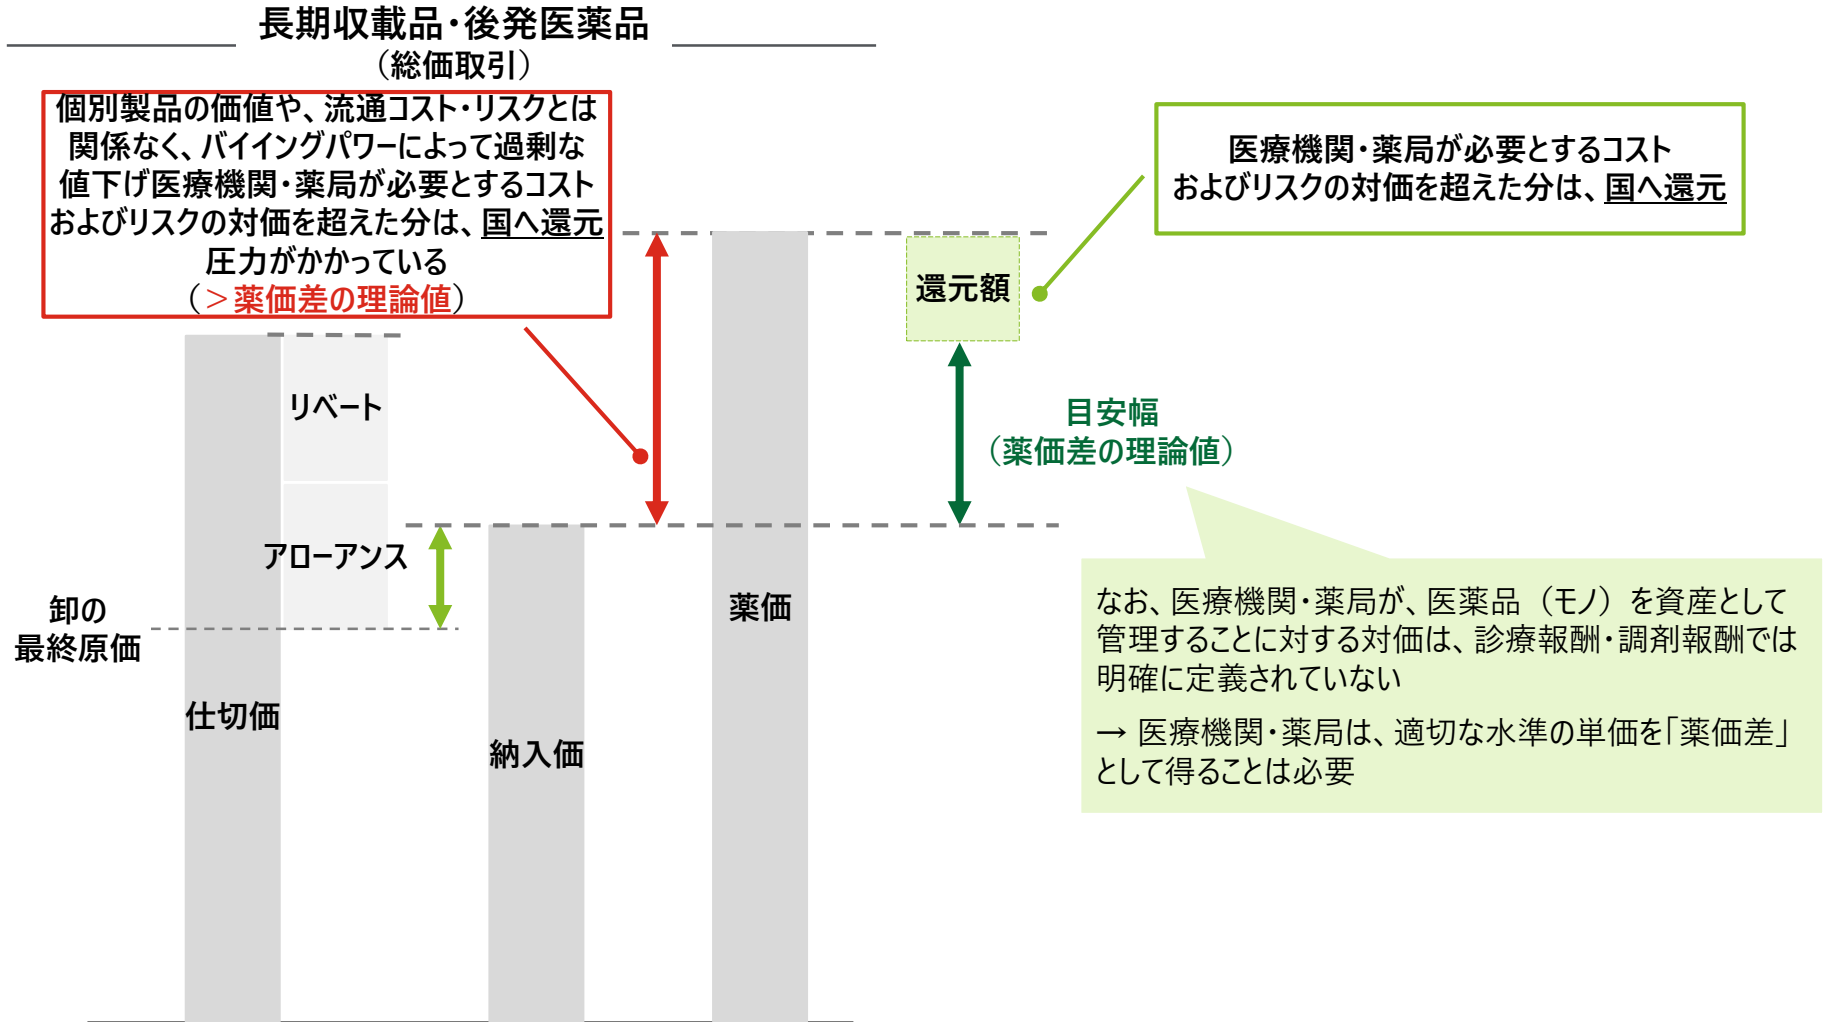 長期収載品・後発医薬品
（総価取引）
個別製品の価値や、流通コスト・リスクとは
関係なく、バイイングパワーによって過剰な
値下げ医療機関・薬局が必要とするコスト
およびリスクの対価を超えた分は、国へ還元
圧力がかかっている
（＞薬価差の理論値）
医療機関・薬局が必要とするコスト
およびリスクの対価を超えた分は、国へ還元
還元額
リベート
目安幅
（薬価差の理論値）
アローアンス
卸の
最終原価
薬価
仕切価
納入価
なお、医療機関・薬局が、医薬品（モノ）を資産として
管理することに対する対価は、診療報酬・調剤報酬では
明確に定義されていない
→ 医療機関・薬局は、適切な水準の単価を「薬価差」
として得ることは必要